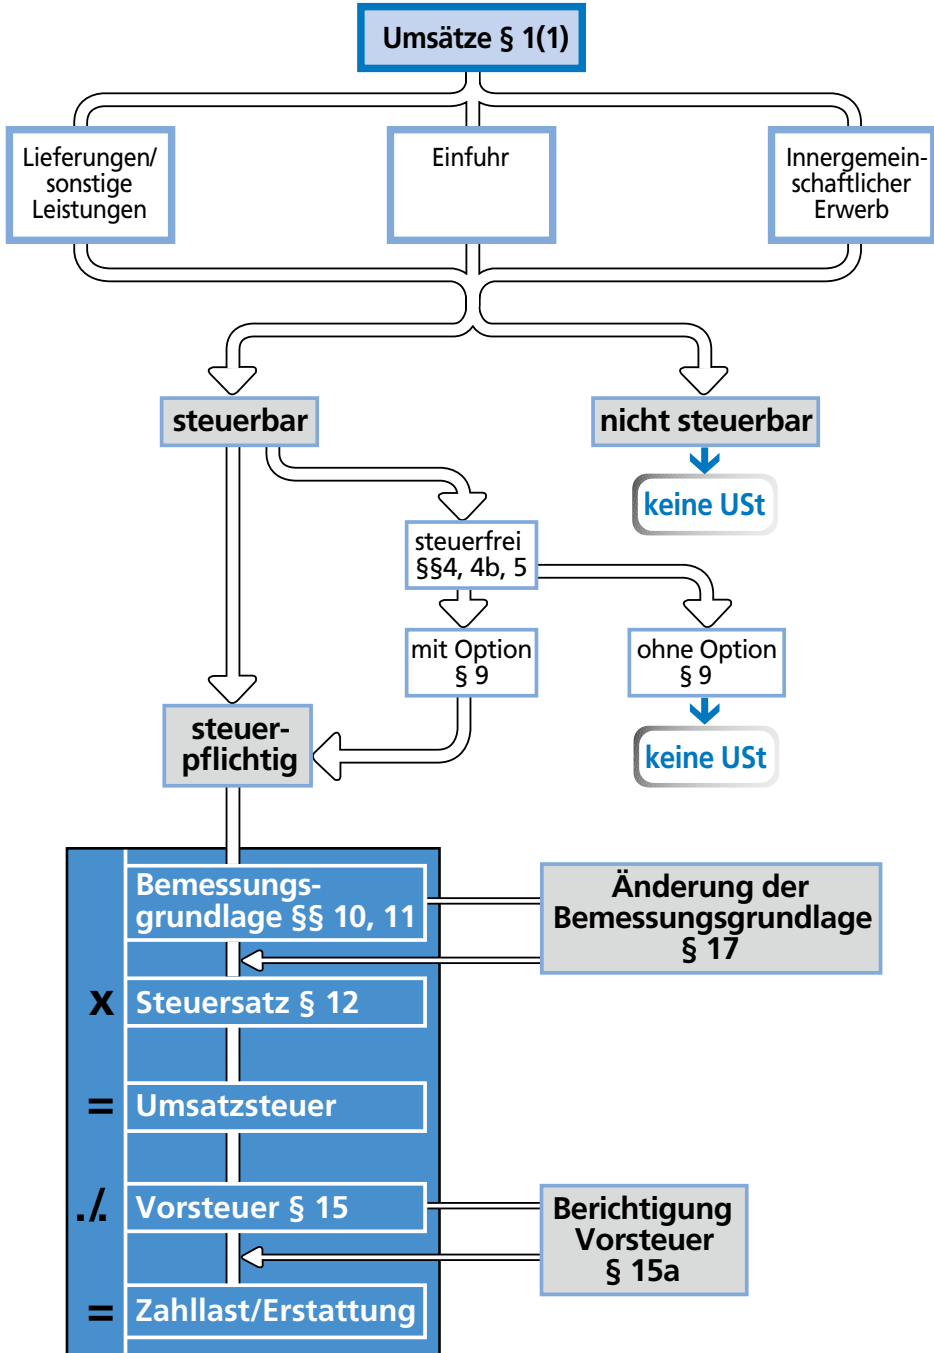 Umsätze § 1(1)
Lieferungen/
sonstige
Leistungen
Einfuhr
Innergemein-
schaftlicher
Erwerb
steuerbar
nicht steuerbar
keine USt
steuerfrei
§§4, 4b, 5
mit Option
§ 9
ohne Option
§ 9
keine USt
steuer-
pflichtig
Bemessungs-
grundlage §§ 10, 11
Änderung der
Bemessungsgrundlage
§ 17
x Steuersatz § 12
= Umsatzsteuer
./. Vorsteuer § 15
Berichtigung
Vorsteuer
§ 15a
= Zahllast/Erstattung